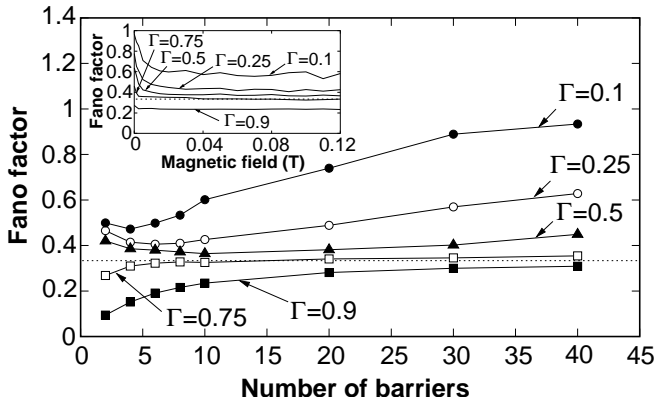 1.4
1.2
1
0.8
0.6
0.4
0.2
0
Fano factor
0 5 10 15 20 25 30 35 40 45
Number of barriers
Γ=0.1
Γ=0.25
Γ=0.5
Γ=0.75
Γ=0.9
1
0.8
0.6
0.4
0.2
0
Fano factor
0 0.04 0.08 0.12
Magnetic field (T)
Γ=0.75
Γ=0.5
Γ=0.25
Γ=0.1
Γ=0.9